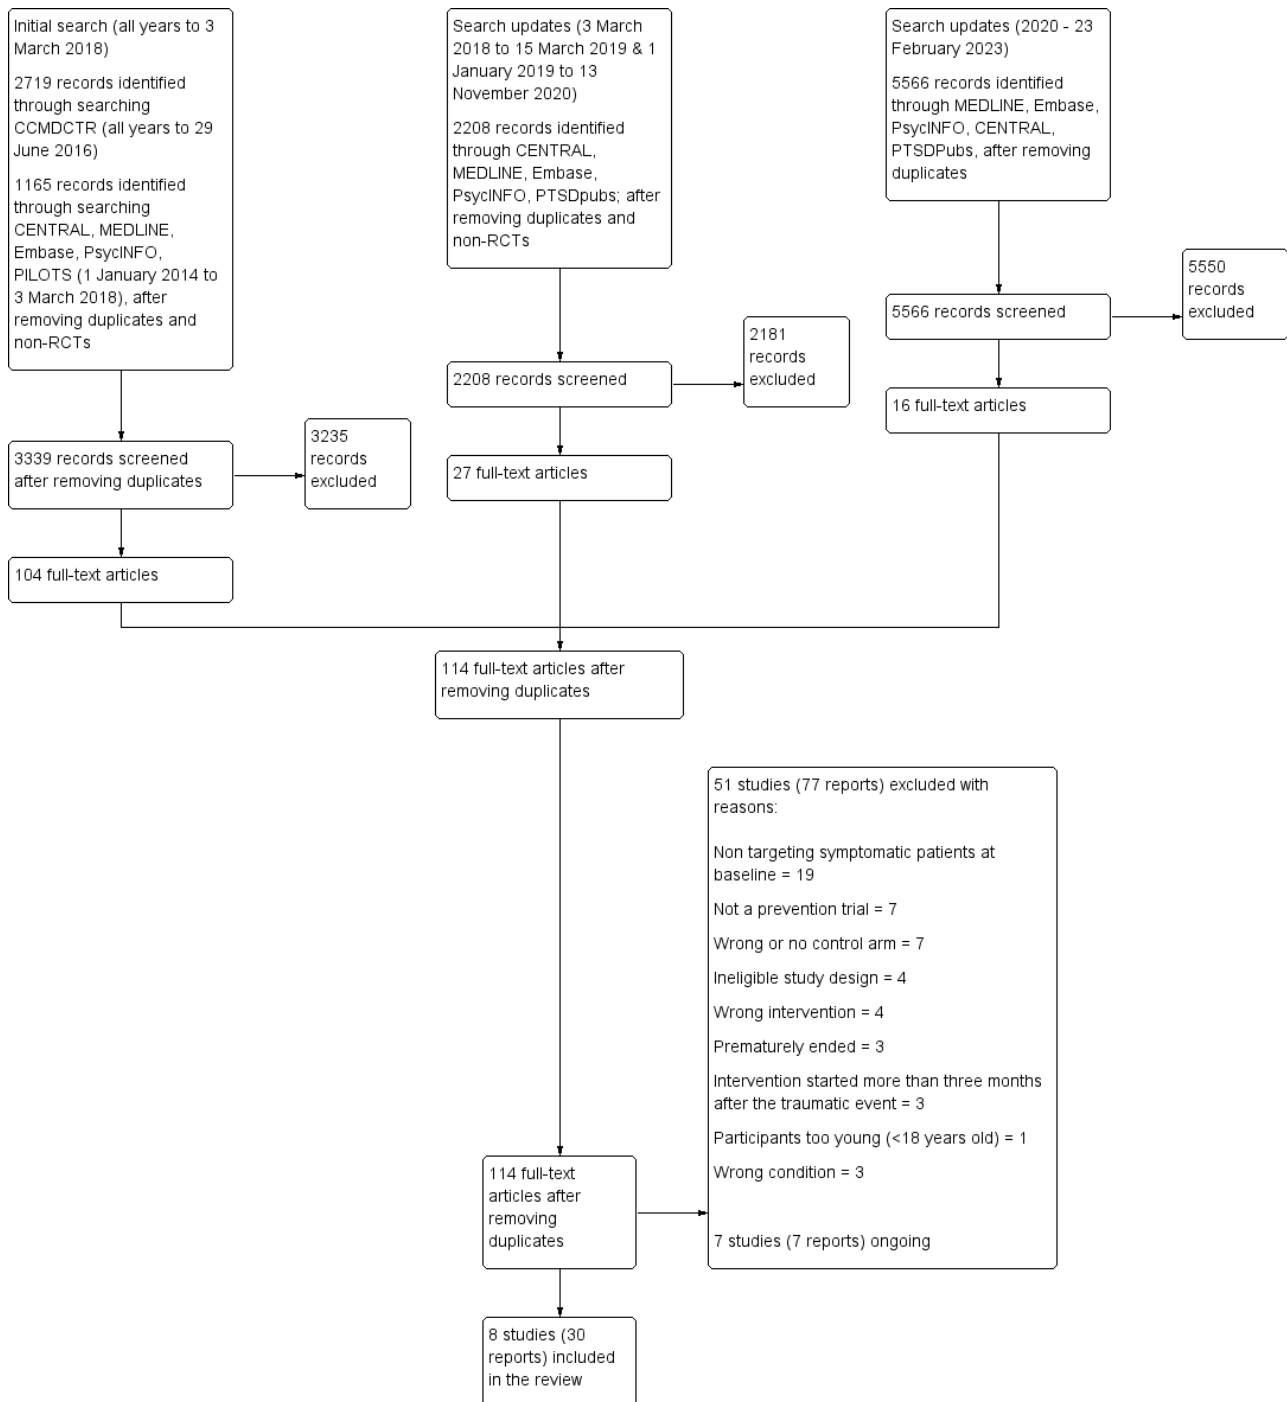 Initial search (all years to 3
March 2018)
2719 records identified
through searching
CCMDCTR (all years to 29
June 2016)
1165 records identified
through searching
CENTRAL, MEDLINE,
Embase, PsycINFO,
PILOTS (1 January 2014 to
3 March 2018), after
removing duplicates and
non-RCTs
3339 records screened
after removing duplicates
3235
records
excluded
104 full-text articles
Search updates (3 March
2018 to 15 March 2019 & 1
January 2019 to 13
November 2020)
2208 records identified
through CENTRAL,
MEDLINE, Embase,
PsycINFO, PTSDpubs; after
removing duplicates and
non-RCTs
2208 records screened
2181
records
excluded
27 full-text articles
Search updates (2020 - 23
February 2023)
5566 records identified
through MEDLINE, Embase,
PsycINFO, CENTRAL,
PTSDPubs, after removing
duplicates
5566 records screened
5550
records
excluded
16 full-text articles
114 full-text articles after
removing duplicates
51 studies (77 reports) excluded with
reasons:
Non targeting symptomatic patients at
baseline = 19
Not a prevention trial = 7
Wrong or no control arm = 7
Ineligible study design = 4
Wrong intervention = 4
Prematurely ended = 3
Intervention started more than three months
after the traumatic event = 3
Participants too young (<18 years old) = 1
Wrong condition = 3
7 studies (7 reports) ongoing
114 full-text
articles after
removing
duplicates
8 studies (30
reports) included
in the review